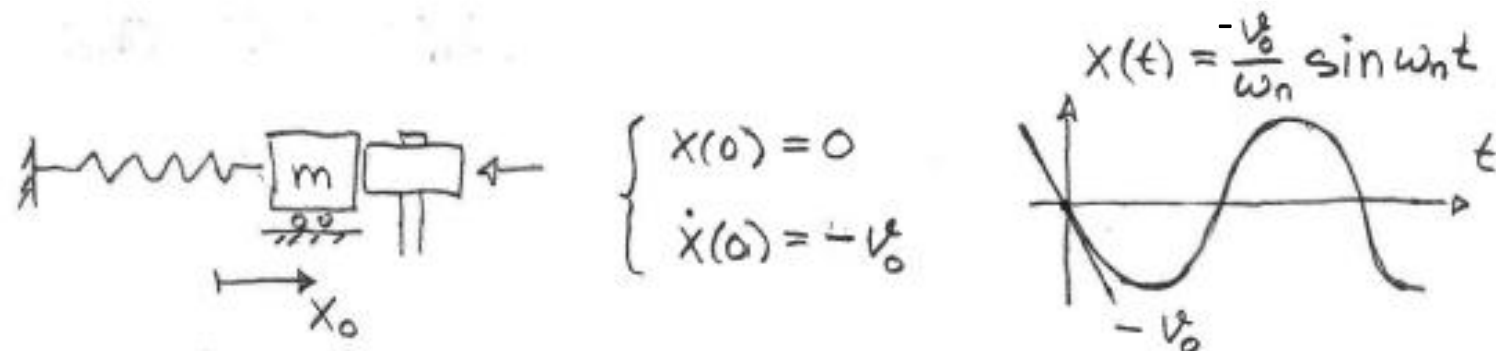 x(t) = -v₀/ωₙ sin ωₙt
m
x(0) = 0
ẋ(0) = -v₀
t
x₀
-v₀